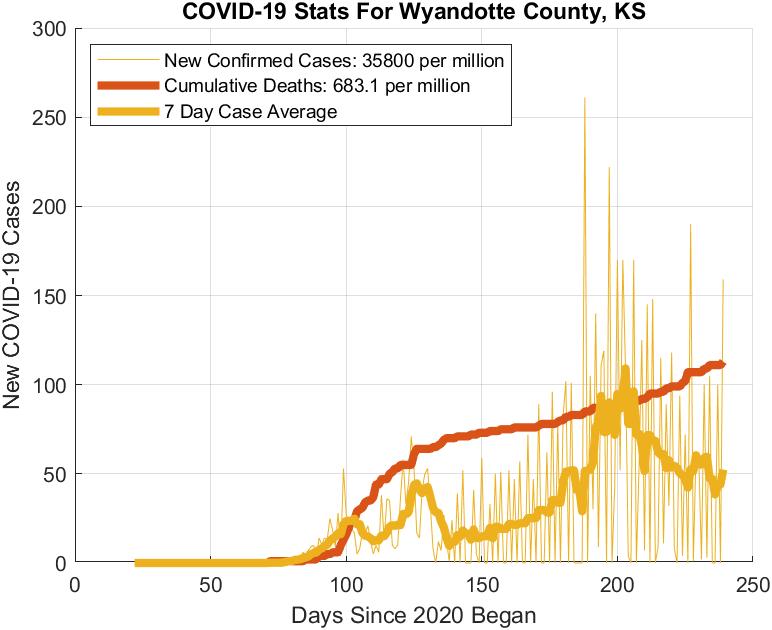 COVID-19 Stats For Wyandotte County, KS
300
250
200
150
100
50
0
New COVID-19 Cases
New Confirmed Cases: 35800 per million
Cumulative Deaths: 683.1 per million
7 Day Case Average
0 50 100 150 200 250
Days Since 2020 Began